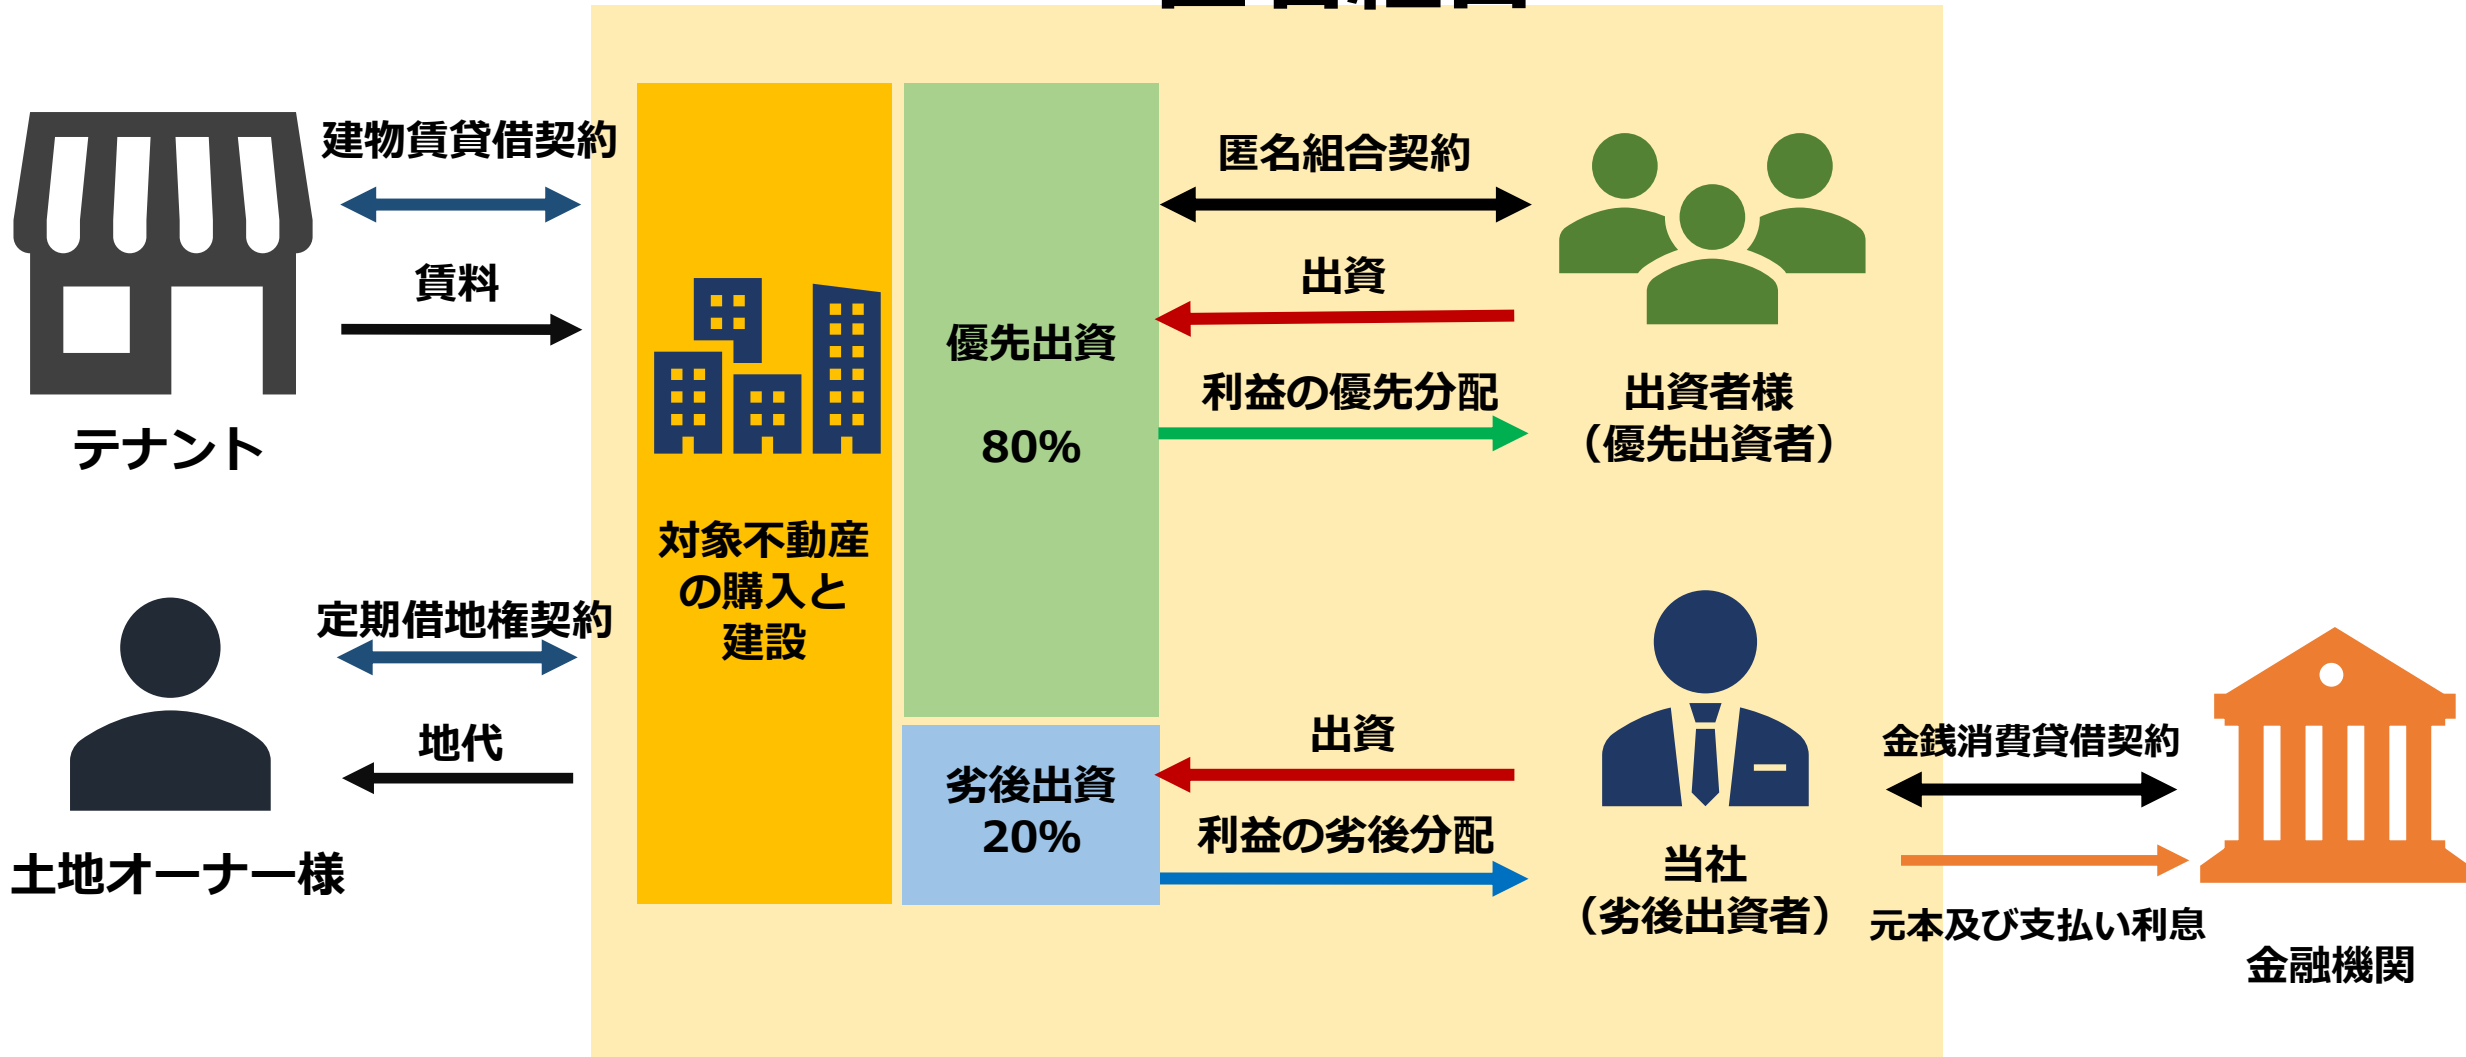 建物賃貸借契約
賃料
テナント
定期借地権契約
地代
土地オーナー様
対象不動産
の購入と
建設
優先出資
80%
劣後出資
20%
匿名組合契約
出資
利益の優先分配
出資者様
（優先出資者）
出資
利益の劣後分配
当社
（劣後出資者）
金銭消費貸借契約
元本及び支払い利息
金融機関